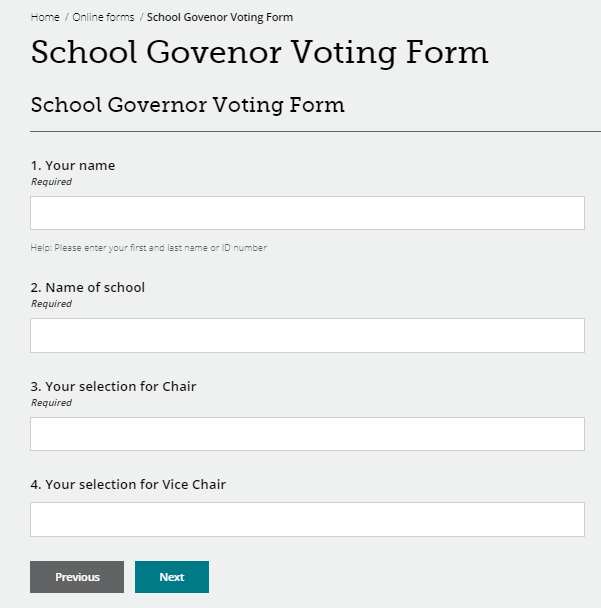 Home / Online forms / School Govenor Voting Form
School Govenor Voting Form
School Governor Voting Form
1. Your name
Required
Help: Please enter your first and last name or ID number
2. Name of school
Required
3. Your selection for Chair
Required
4. Your selection for Vice Chair
Previous Next